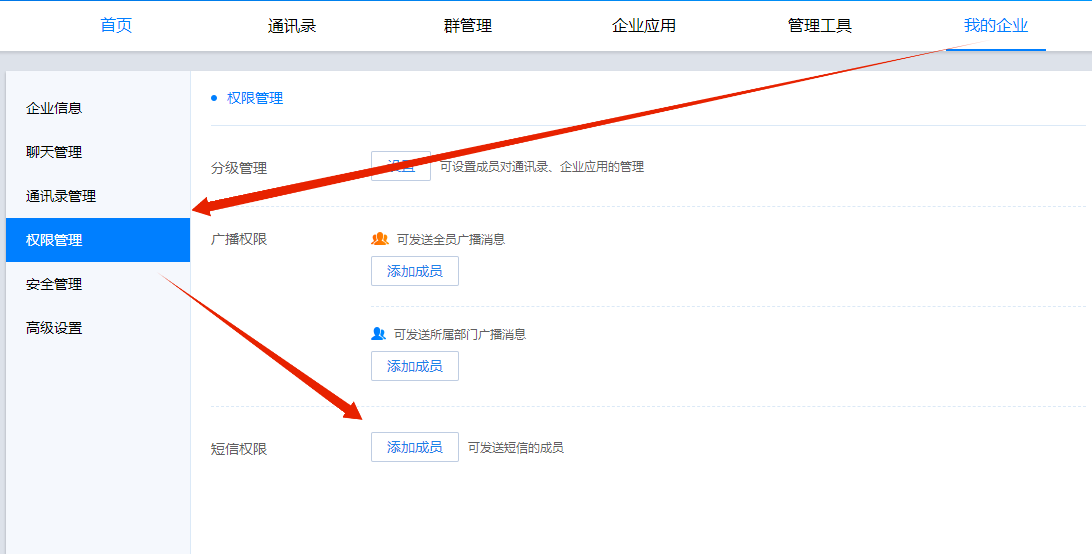 首页 通讯录 群管理 企业应用 管理工具 我的企业
企业信息
聊天管理
通讯录管理
权限管理
安全管理
高级设置
权限管理
分级管理 设置 可设置成员对通讯录、企业应用的管理
广播权限 可发送全员广播消息
添加成员
可发送所属部门广播消息
添加成员
短信权限 添加成员 可发送短信的成员